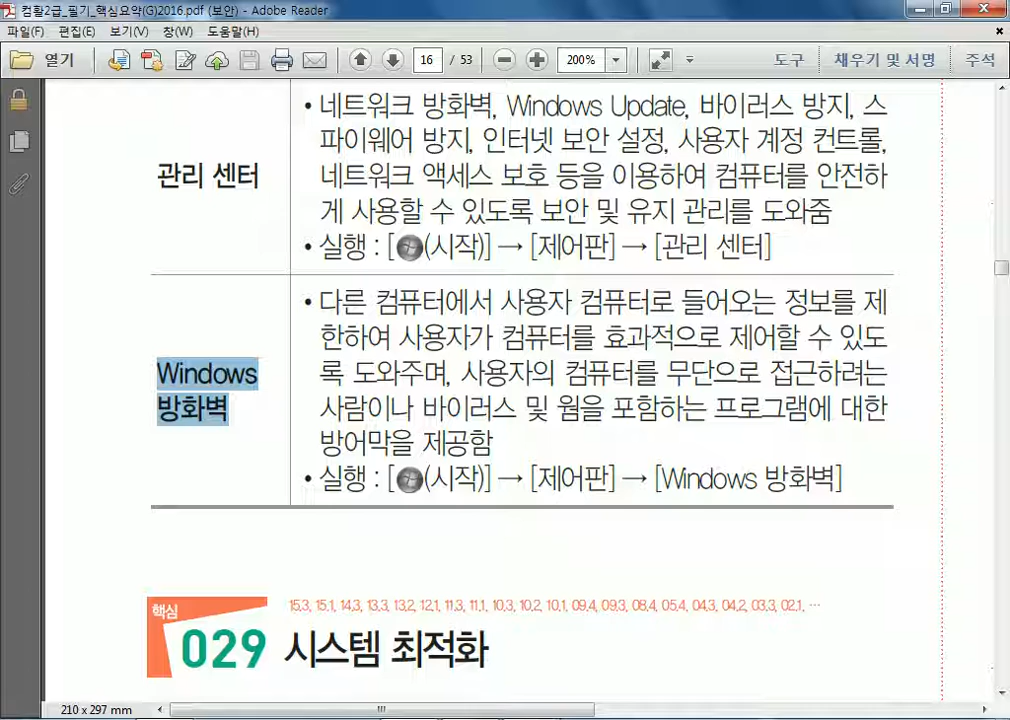 컴활2급_필기_핵심요약(G)2016.pdf (보안) - Adobe Reader
파일(F) 편집(E) 보기(V) 창(W) 도움말(H)
열기 16 / 53 200% 도구 채우기 및 서명 주석
관리 센터
• 네트워크 방화벽, Windows Update, 바이러스 방지, 스
파이웨어 방지, 인터넷 보안 설정, 사용자 계정 컨트롤,
네트워크 액세스 보호 등을 이용하여 컴퓨터를 안전하
게 사용할 수 있도록 보안 및 유지 관리를 도와줌
• 실행 : [(시작)] → [제어판] → [관리 센터]
Windows
방화벽
• 다른 컴퓨터에서 사용자 컴퓨터로 들어오는 정보를 제
한하여 사용자가 컴퓨터를 효과적으로 제어할 수 있도
록 도와주며, 사용자의 컴퓨터를 무단으로 접근하려는
사람이나 바이러스 및 웜을 포함하는 프로그램에 대한
방어막을 제공함
• 실행 : [(시작)] → [제어판] → [Windows 방화벽]
핵심
15.3, 15.1, 14.3, 13.3, 13.2, 12.1, 11.3, 11.1, 10.3, 10.2, 10.1, 09.4, 09.3, 08.4, 05.4, 04.3, 04.2, 03.3, 02.1, …
029 시스템 최적화
210 x 297 mm